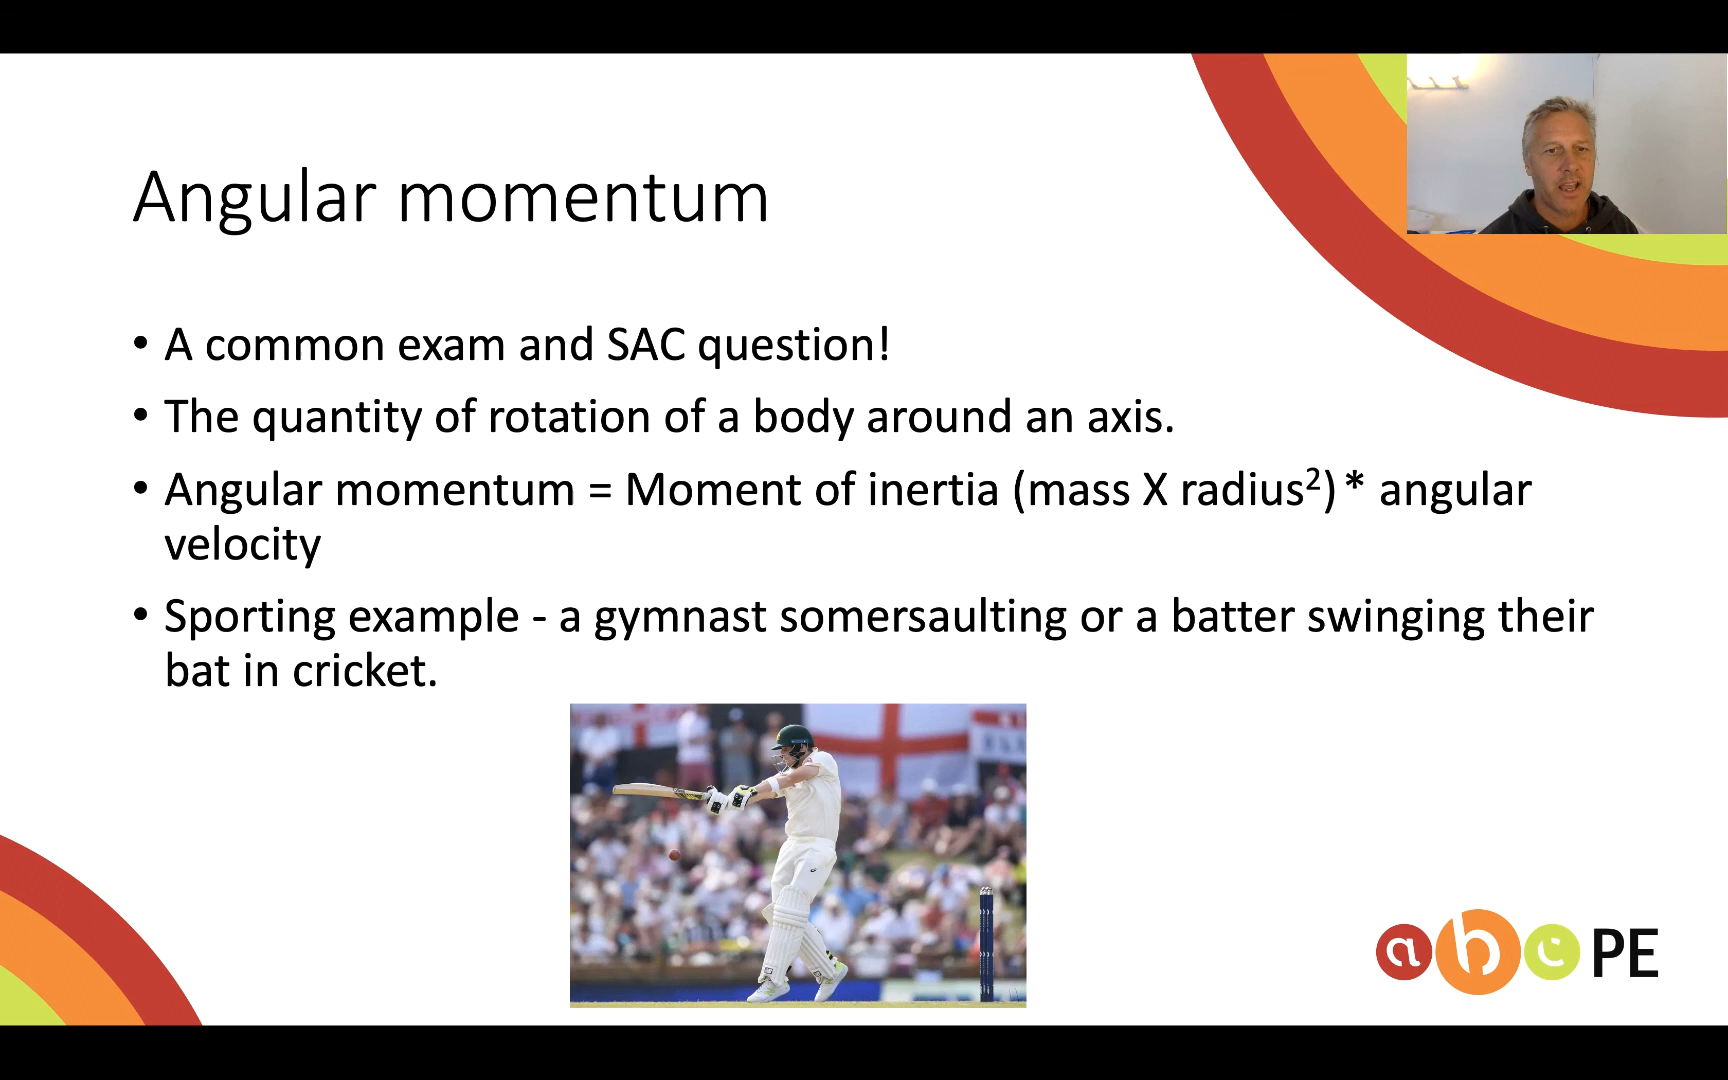 Angular momentum
• A common exam and SAC question!
• The quantity of rotation of a body around an axis.
• Angular momentum = Moment of inertia (mass X radius²) * angular
velocity
• Sporting example - a gymnast somersaulting or a batter swinging their
bat in cricket.
abc PE